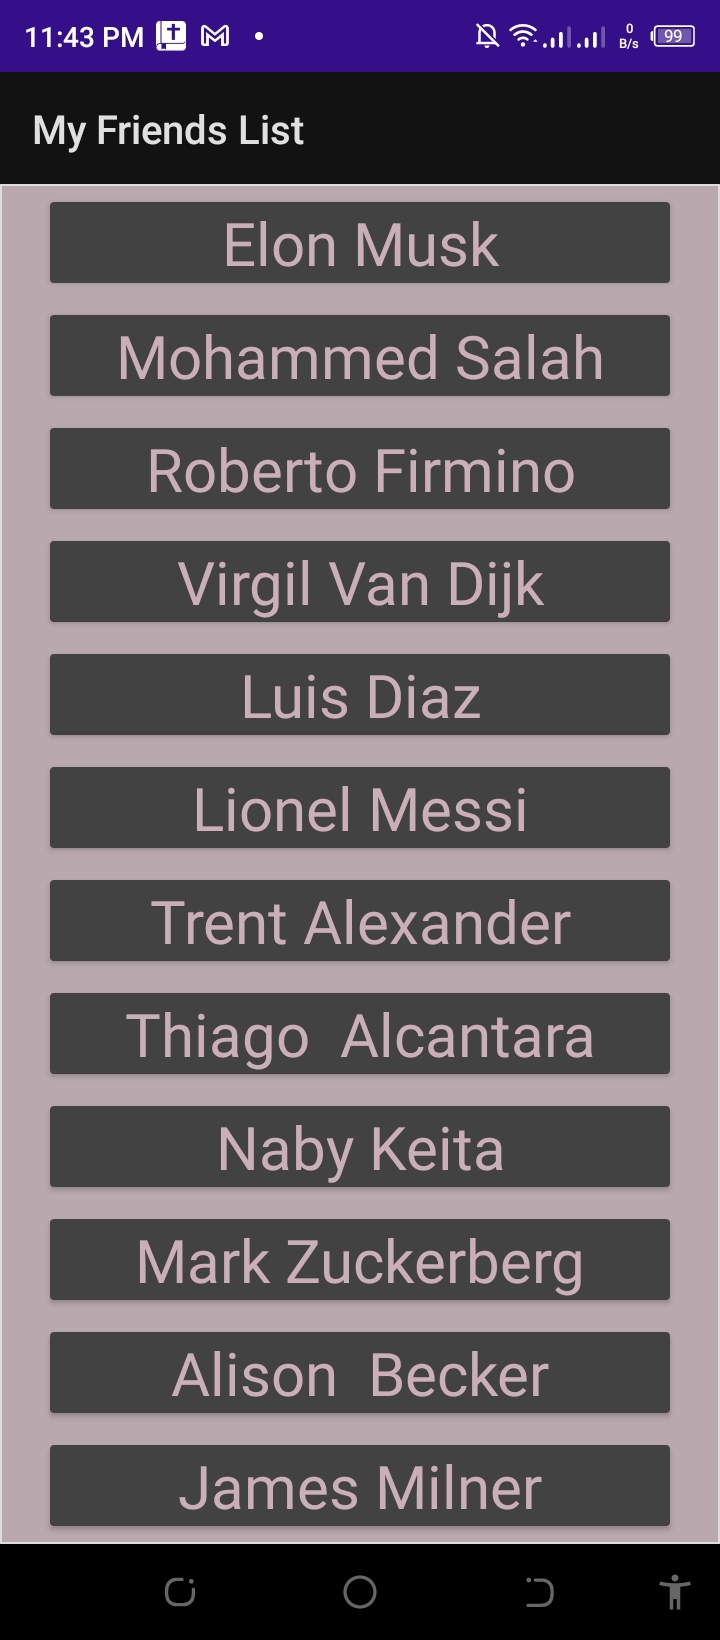 11:43 PM
0
B/s
99
My Friends List
Elon Musk
Mohammed Salah
Roberto Firmino
Virgil Van Dijk
Luis Diaz
Lionel Messi
Trent Alexander
Thiago  Alcantara
Naby Keita
Mark Zuckerberg
Alison  Becker
James Milner